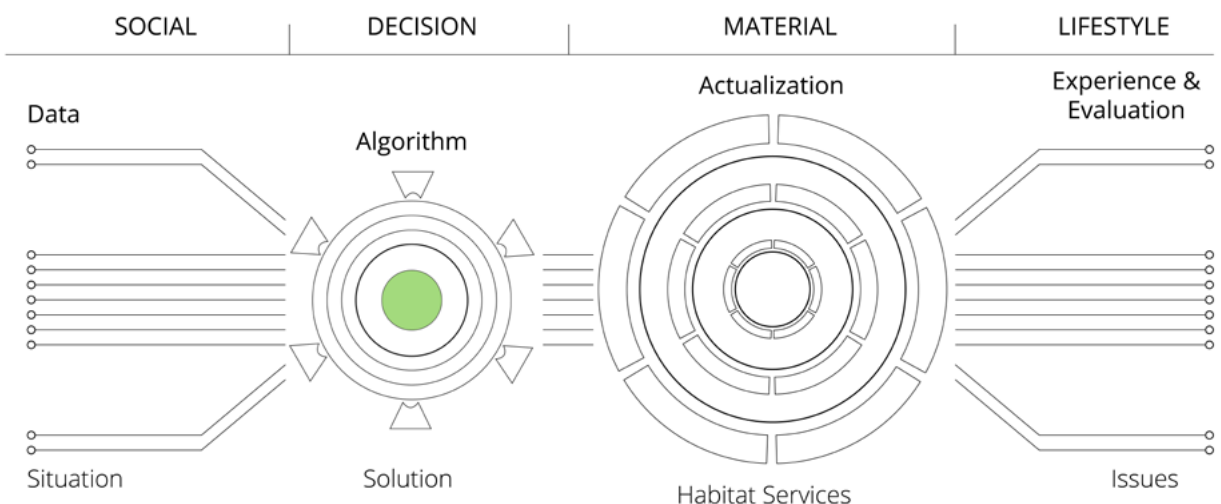 SOCIAL
DECISION
MATERIAL
LIFESTYLE
Data
Algorithm
Actualization
Experience &
Evaluation
Situation
Solution
Habitat Services
Issues